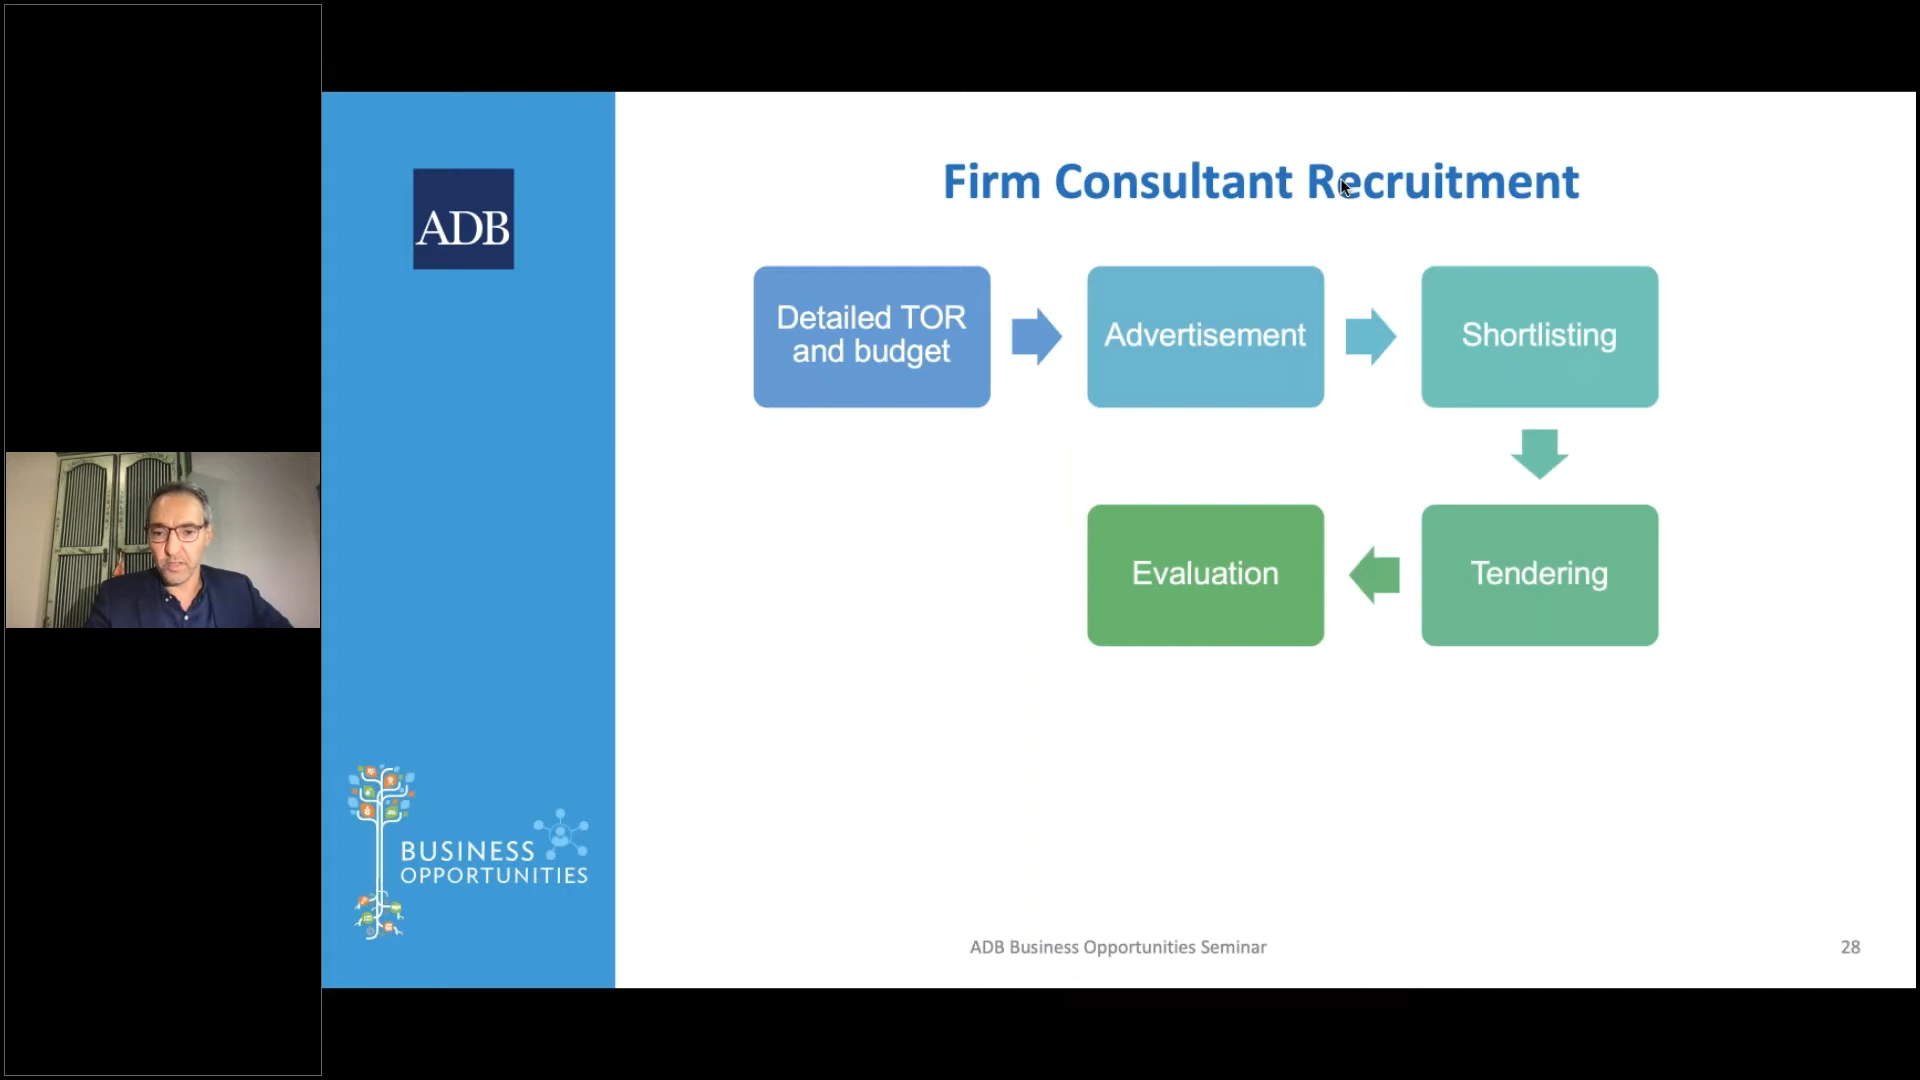 ADB
Firm Consultant Recruitment
Detailed TOR
and budget
Advertisement
Shortlisting
Tendering
Evaluation
BUSINESS
OPPORTUNITIES
ADB Business Opportunities Seminar
28